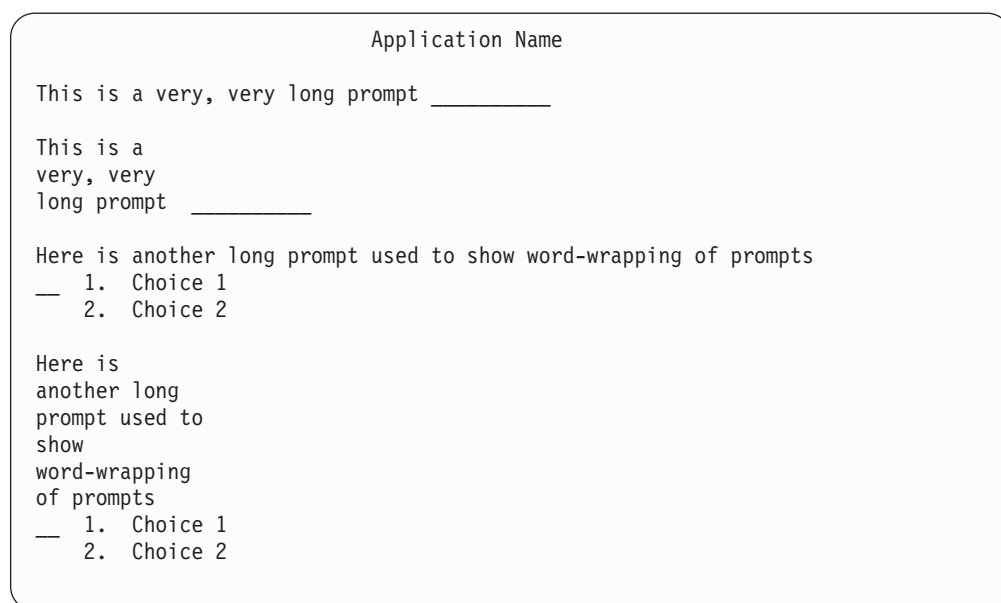 Application Name
This is a very, very long prompt __________
This is a
very, very
long prompt __________
Here is another long prompt used to show word-wrapping of prompts
__ 1. Choice 1
2. Choice 2
Here is
another long
prompt used to
show
word-wrapping
of prompts
__ 1. Choice 1
2. Choice 2